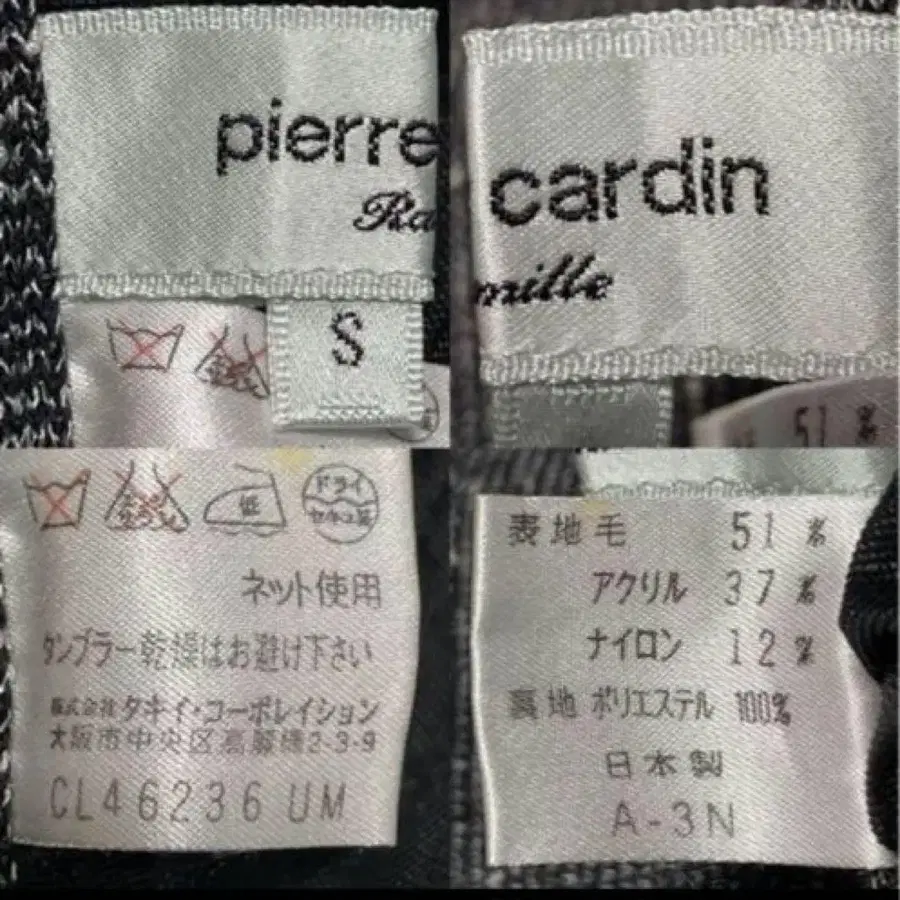 pierre
Ra
S
cardin
mille
51 %
低
ドライ
セキユ系
ネット使用
タンブラー乾燥はお避け下さい
株式会社タキイ・コーポレイション
大阪市中央区高麗橋2-3-9
CL46236 UM
表地毛 51 %
アクリル 37 %
ナイロン 12 %
裏地 ポリエステル 100%
日本製
A-3N